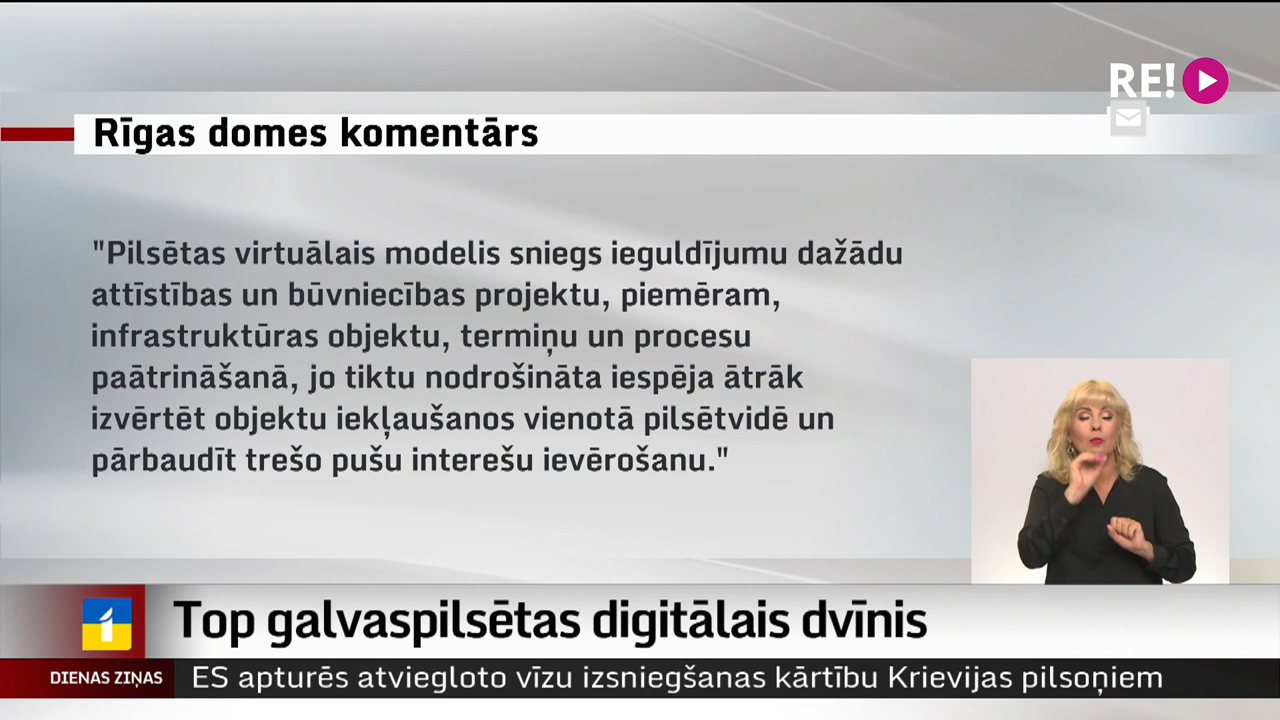 RE!
Rīgas domes komentārs
"Pilsētas virtuālais modelis sniegs ieguldījumu dažādu
attīstības un būvniecības projektu, piemēram,
infrastruktūras objektu, termiņu un procesu
paātrināšanā, jo tiktu nodrošināta iespēja ātrāk
izvērtēt objektu iekļaušanos vienotā pilsētvidē un
pārbaudīt trešo pušu interešu ievērošanu."
1
Top galvaspilsētas digitālais dvīnis
DIENAS ZIŅAS
ES apturēs atviegloto vīzu izsniegšanas kārtību Krievijas pilsoņiem